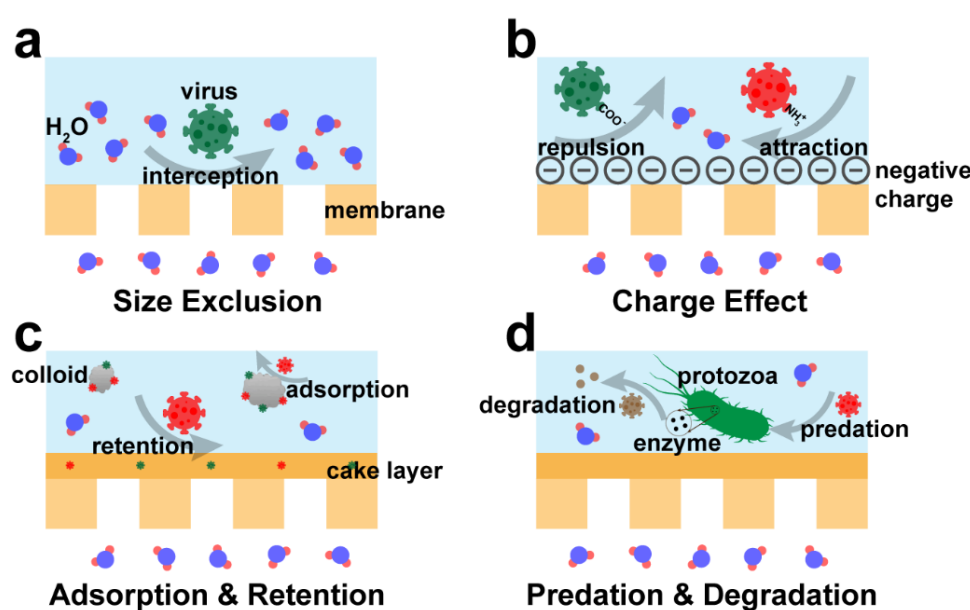 a
virus
H₂O
interception
membrane
Size Exclusion
b
COO⁻
NH₃⁺
repulsion
attraction
negative
charge
Charge Effect
c
colloid
adsorption
retention
cake layer
Adsorption & Retention
d
protozoa
degradation
enzyme
predation
Predation & Degradation